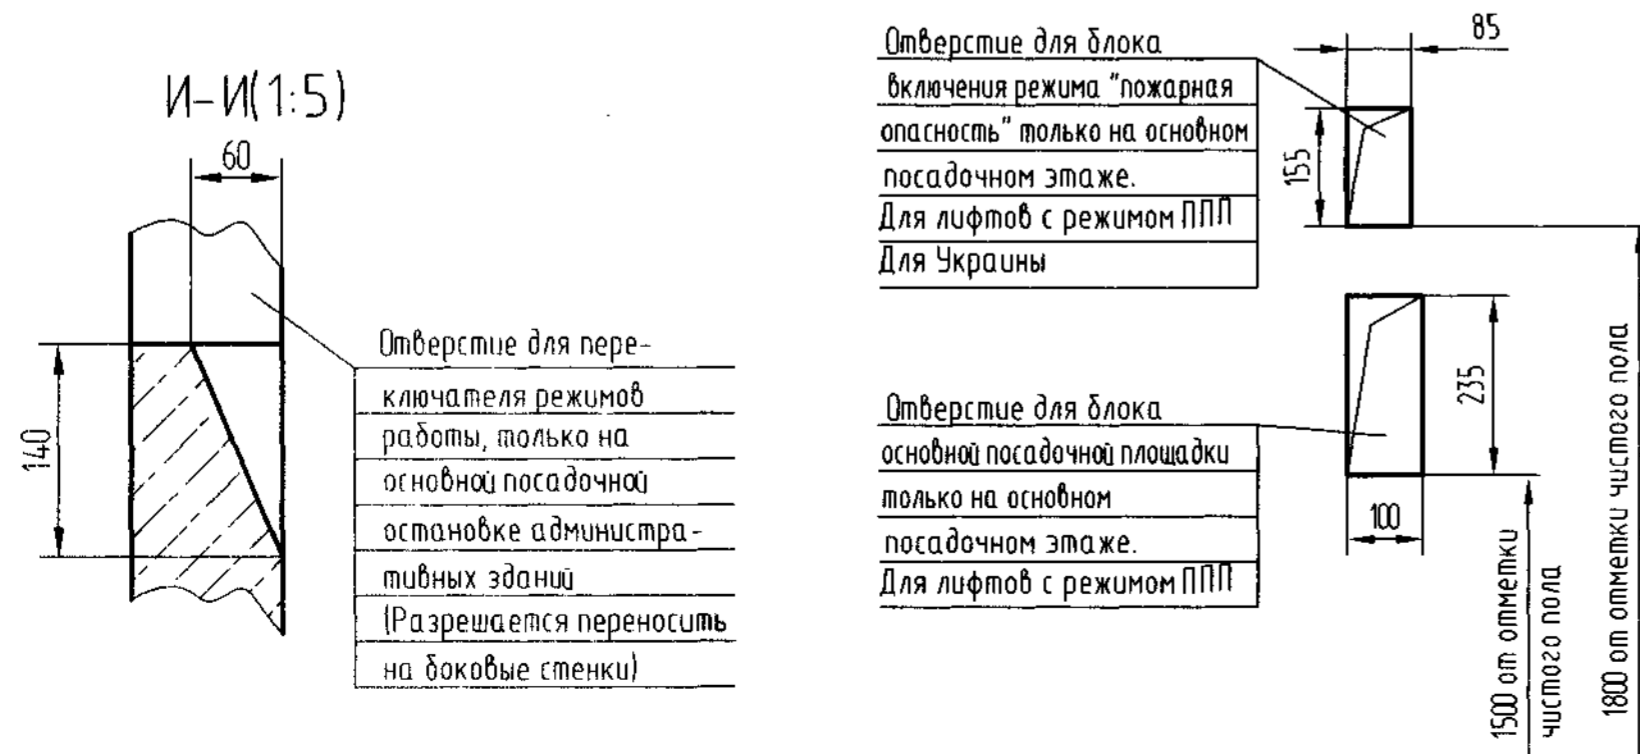 И-И(1:5)
60
140
Отверстие для пере-
ключателя режимов
работы, только на
основной посадочной
остановке администра-
тивных зданий
(Разрешается переносить
на боковые стенки)
Отверстие для блока
включения режима "пожарная
опасность" только на основном
посадочном этаже.
Для лифтов с режимом ППП
Для Украины
85
155
Отверстие для блока
основной посадочной площадки
только на основном
посадочном этаже.
Для лифтов с режимом ППП
235
100
1500 от отметки
чистого пола
1800 от отметки чистого пола